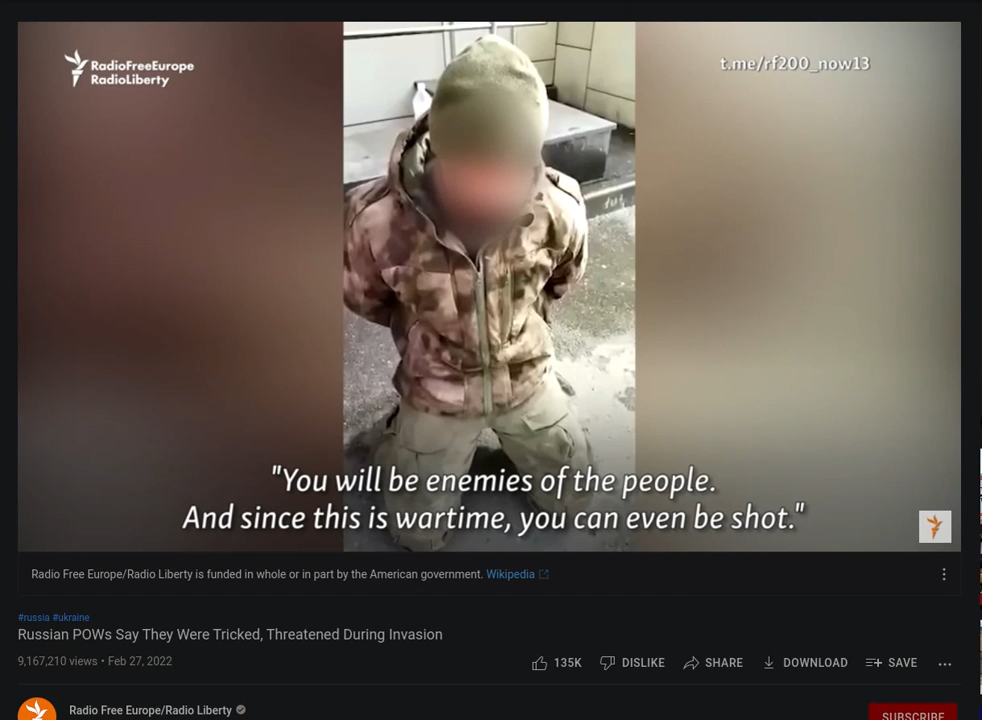 RadioFreeEurope
RadioLiberty
t.me/rf200_now13
"You will be enemies of the people.
And since this is wartime, you can even be shot."
Radio Free Europe/Radio Liberty is funded in whole or in part by the American government. Wikipedia
#russia #ukraine
Russian POWs Say They Were Tricked, Threatened During Invasion
9,167,210 views • Feb 27, 2022
135K
DISLIKE
SHARE
DOWNLOAD
SAVE
Radio Free Europe/Radio Liberty
SUBSCRIBE